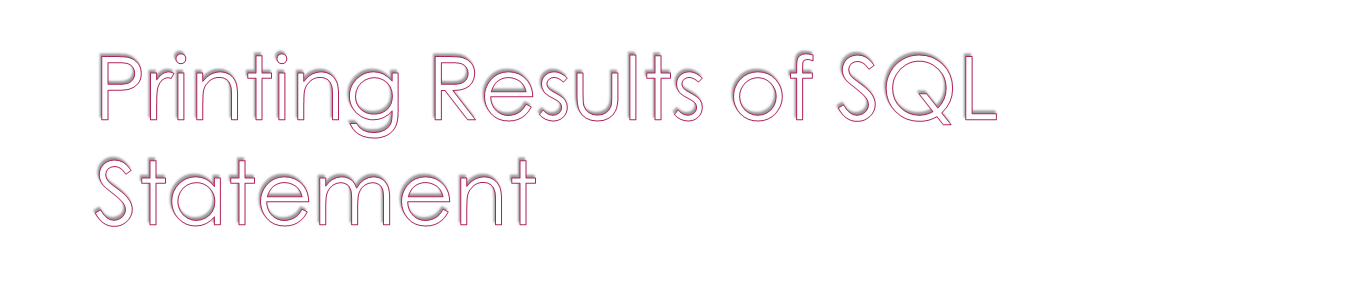 Printing Results of SQL
Statement